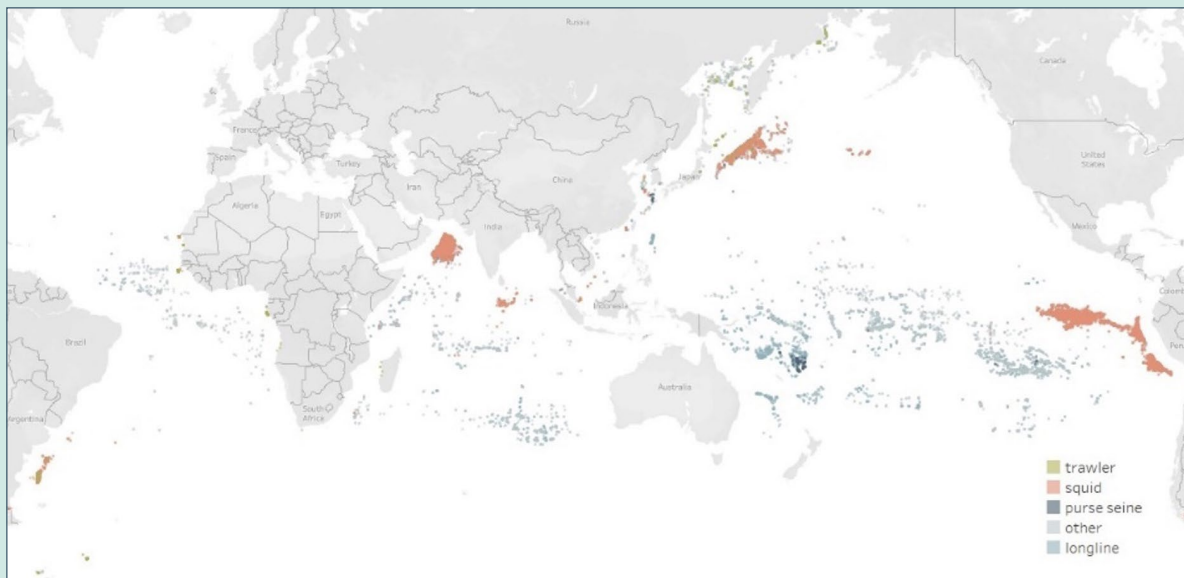 Russia
Canada
France
Spain
Turkey
United
States
China
Japan
Iran
Algeria
Egypt
Mexico
India
Indonesia
Brazil
Australia
South
Africa
Argentina
trawler
squid
purse seine
other
longline